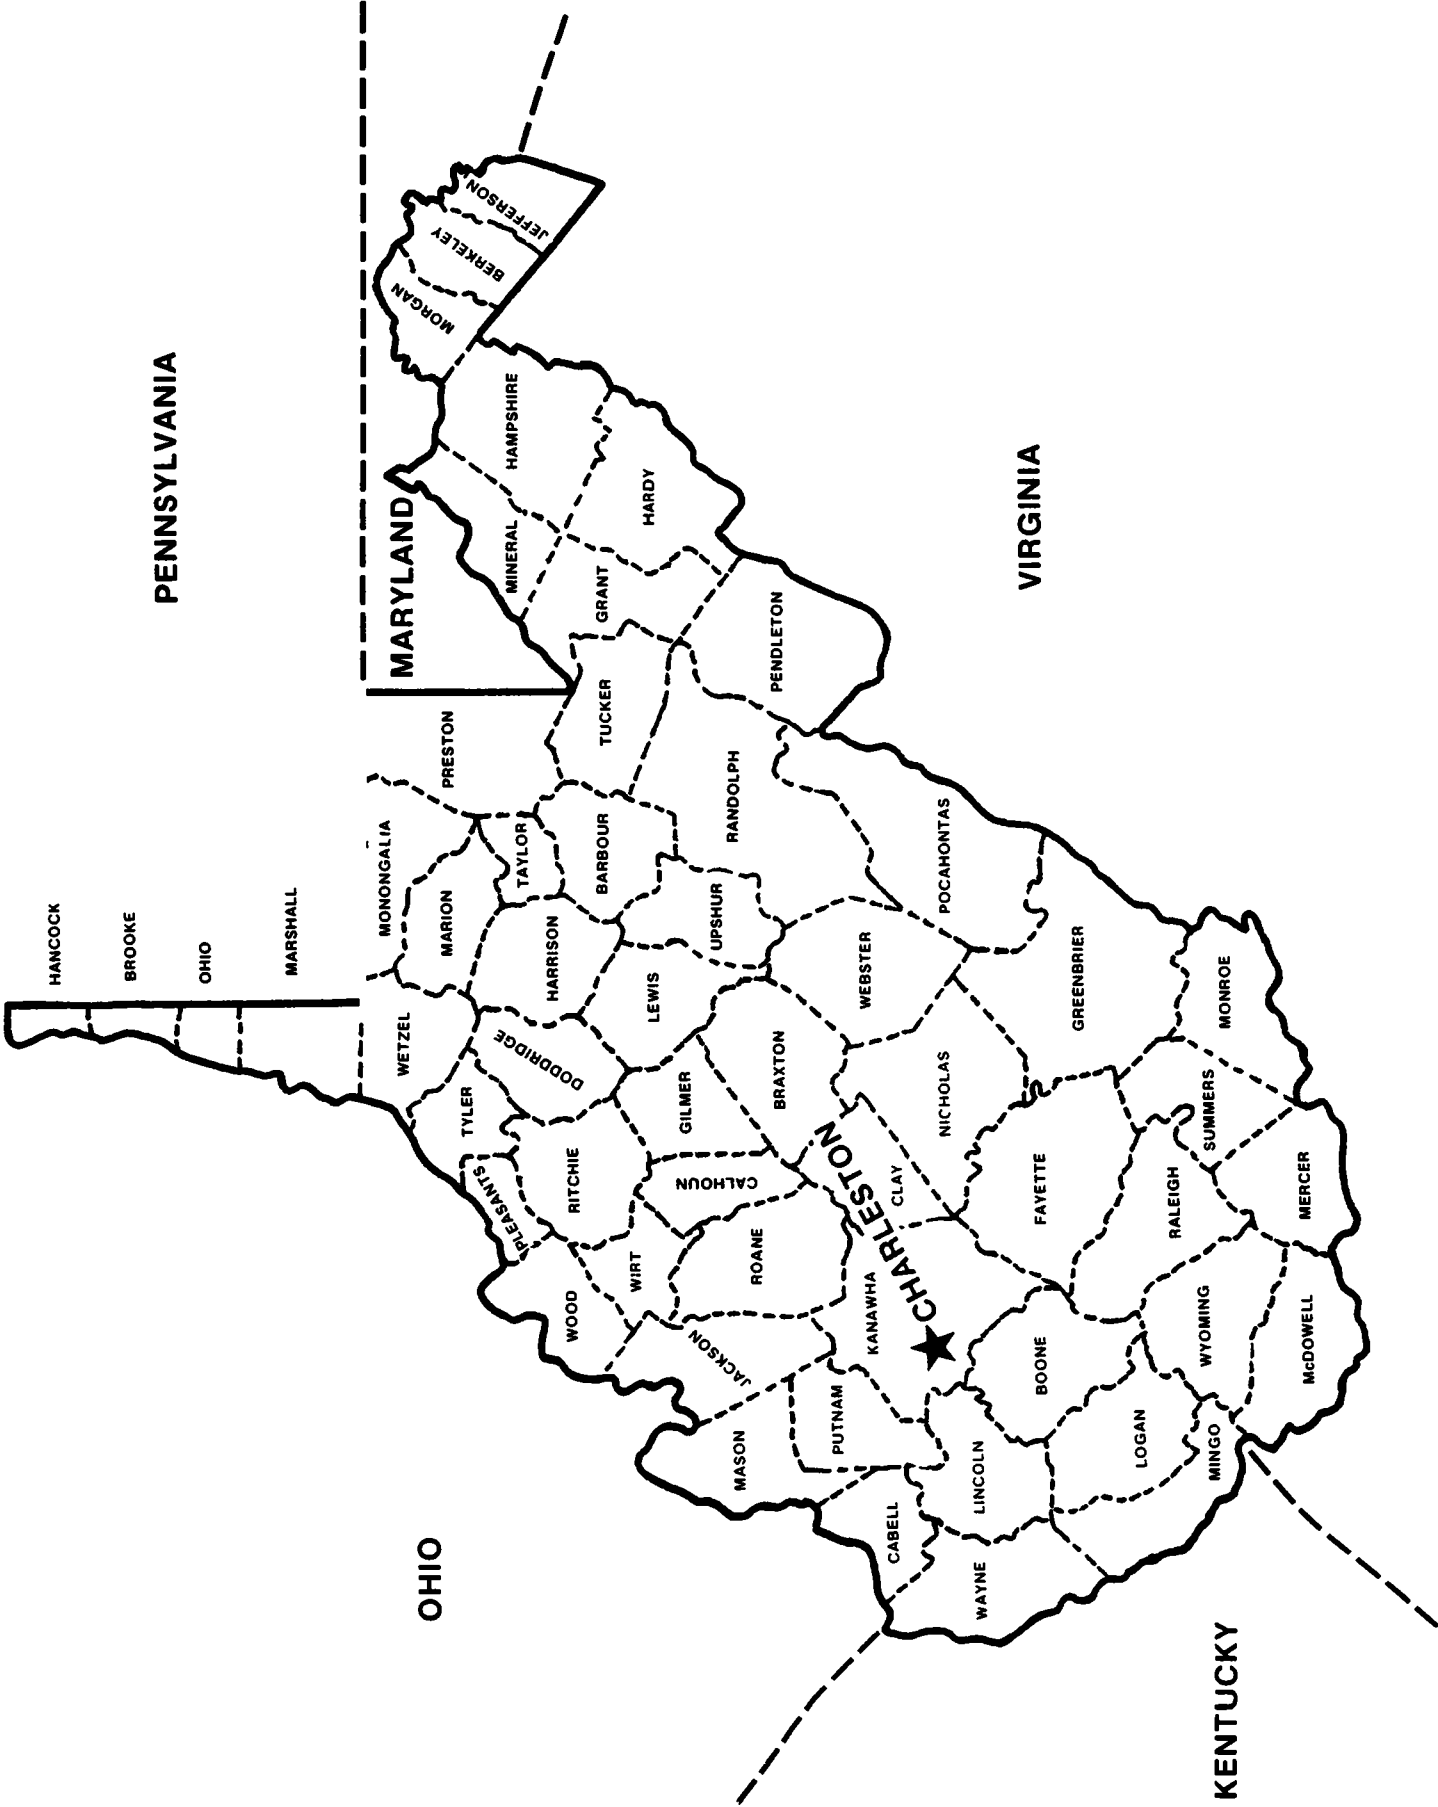 HANCOCK
BROOKE
OHIO
MARSHALL
PENNSYLVANIA
MARYLAND
OHIO
VIRGINIA
KENTUCKY
WETZEL
MONONGALIA
PRESTON
MARION
TYLER
PLEASANTS
DODDRIDGE
HARRISON
TAYLOR
BARBOUR
TUCKER
GRANT
MINERAL
HAMPSHIRE
MORGAN
BERKELEY
JEFFERSON
HARDY
PENDLETON
RANDOLPH
UPSHUR
LEWIS
GILMER
RITCHIE
WOOD
WIRT
CALHOUN
JACKSON
ROANE
BRAXTON
WEBSTER
POCAHONTAS
MASON
PUTNAM
KANAWHA
CHARLESTON
CLAY
NICHOLAS
GREENBRIER
CABELL
WAYNE
LINCOLN
BOONE
FAYETTE
SUMMERS
MONROE
LOGAN
RALEIGH
MINGO
WYOMING
McDOWELL
MERCER